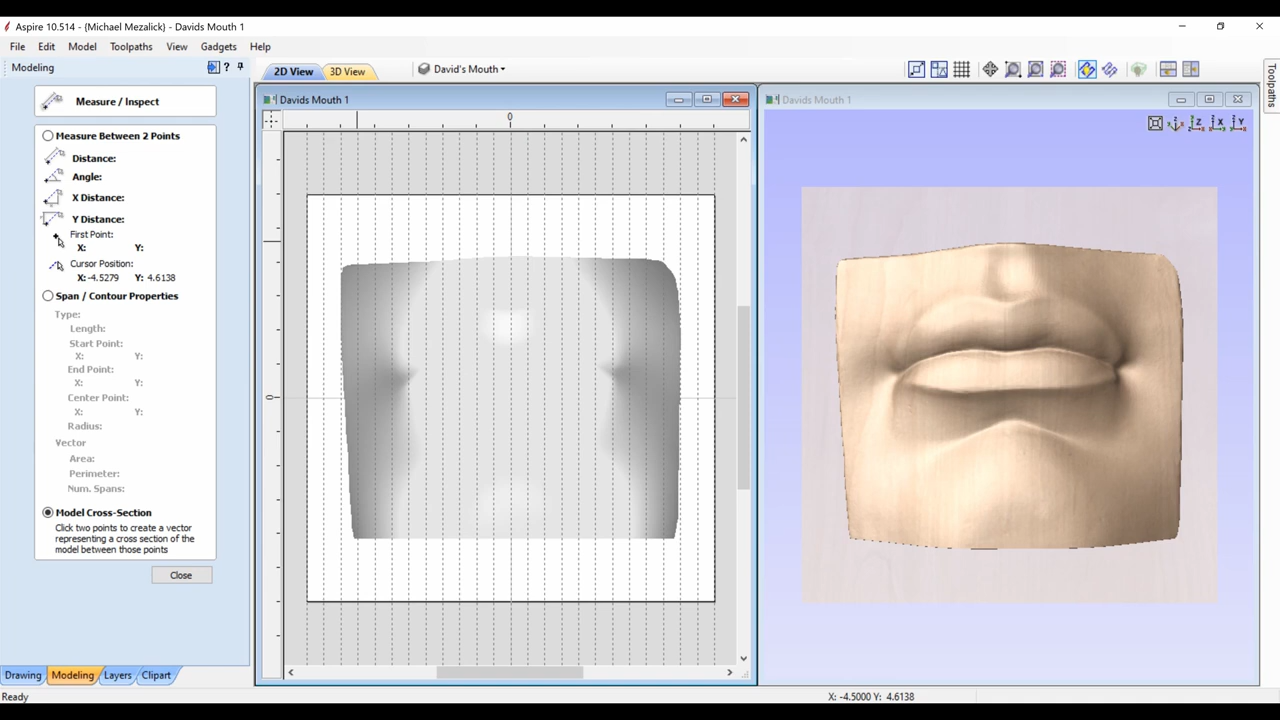 Aspire 10.514 - {Michael Mezalick} - Davids Mouth 1
File Edit Model Toolpaths View Gadgets Help
Modeling
2D View 3D View David's Mouth
Toolpaths
Measure / Inspect
Davids Mouth 1
Davids Mouth 1
0
Z X Y
Measure Between 2 Points
Distance:
Angle:
X Distance:
Y Distance:
First Point:
X: Y:
Cursor Position:
X:-4.5279 Y: 4.6138
Span / Contour Properties
Type:
Length:
Start Point:
X: Y:
End Point:
X: Y:
Center Point:
X: Y:
Radius:
Vector
Area:
Perimeter:
Num. Spans:
0
Model Cross-Section
Click two points to create a vector
representing a cross section of the
model between those points
Close
Drawing Modeling Layers Clipart
Ready
X: -4.5000 Y: 4.6138